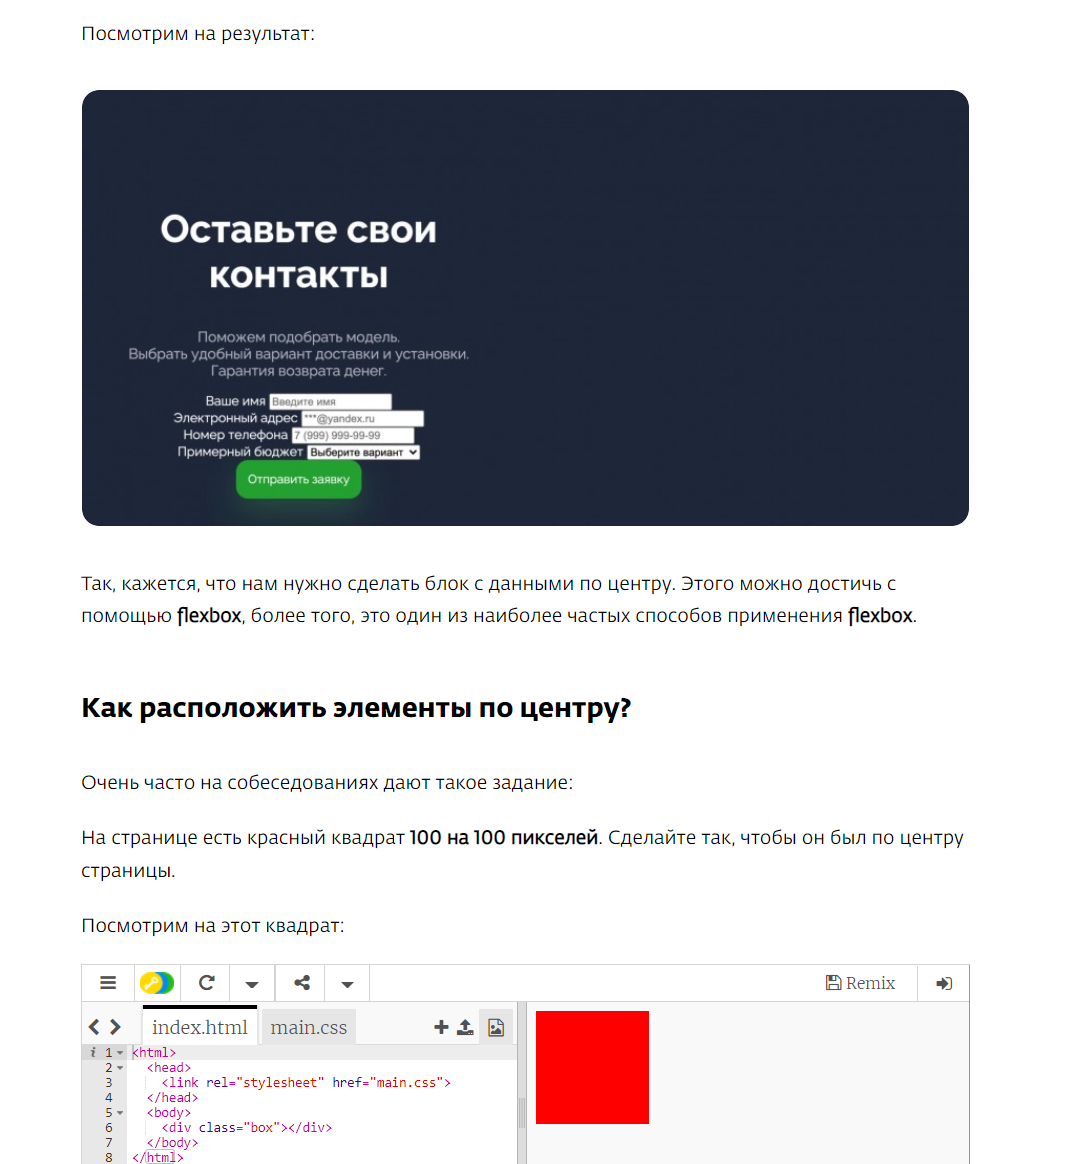 Посмотрим на результат:
Оставьте свои
контакты
Поможем подобрать модель.
Выбрать удобный вариант доставки и установки.
Гарантия возврата денег.
Ваше имя Введите имя
Электронный адрес ***@yandex.ru
Номер телефона 7 (999) 999-99-99
Примерный бюджет Выберите вариант
Отправить заявку
Так, кажется, что нам нужно сделать блок с данными по центру. Этого можно достичь с
помощью flexbox, более того, это один из наиболее частых способов применения flexbox.
Как расположить элементы по центру?
Очень часто на собеседованиях дают такое задание:
На странице есть красный квадрат 100 на 100 пикселей. Сделайте так, чтобы он был по центру
страницы.
Посмотрим на этот квадрат:
Remix
index.html main.css
i 1 <html>
2 <head>
3 <link rel="stylesheet" href="main.css">
4 </head>
5 <body>
6 <div class="box"></div>
7 </body>
8 </html>